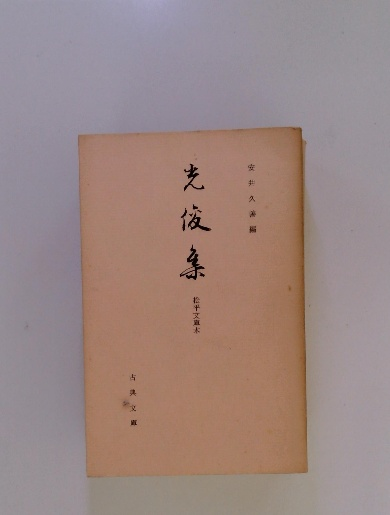 安井久善編
光俊集
松平文庫本
古典文庫